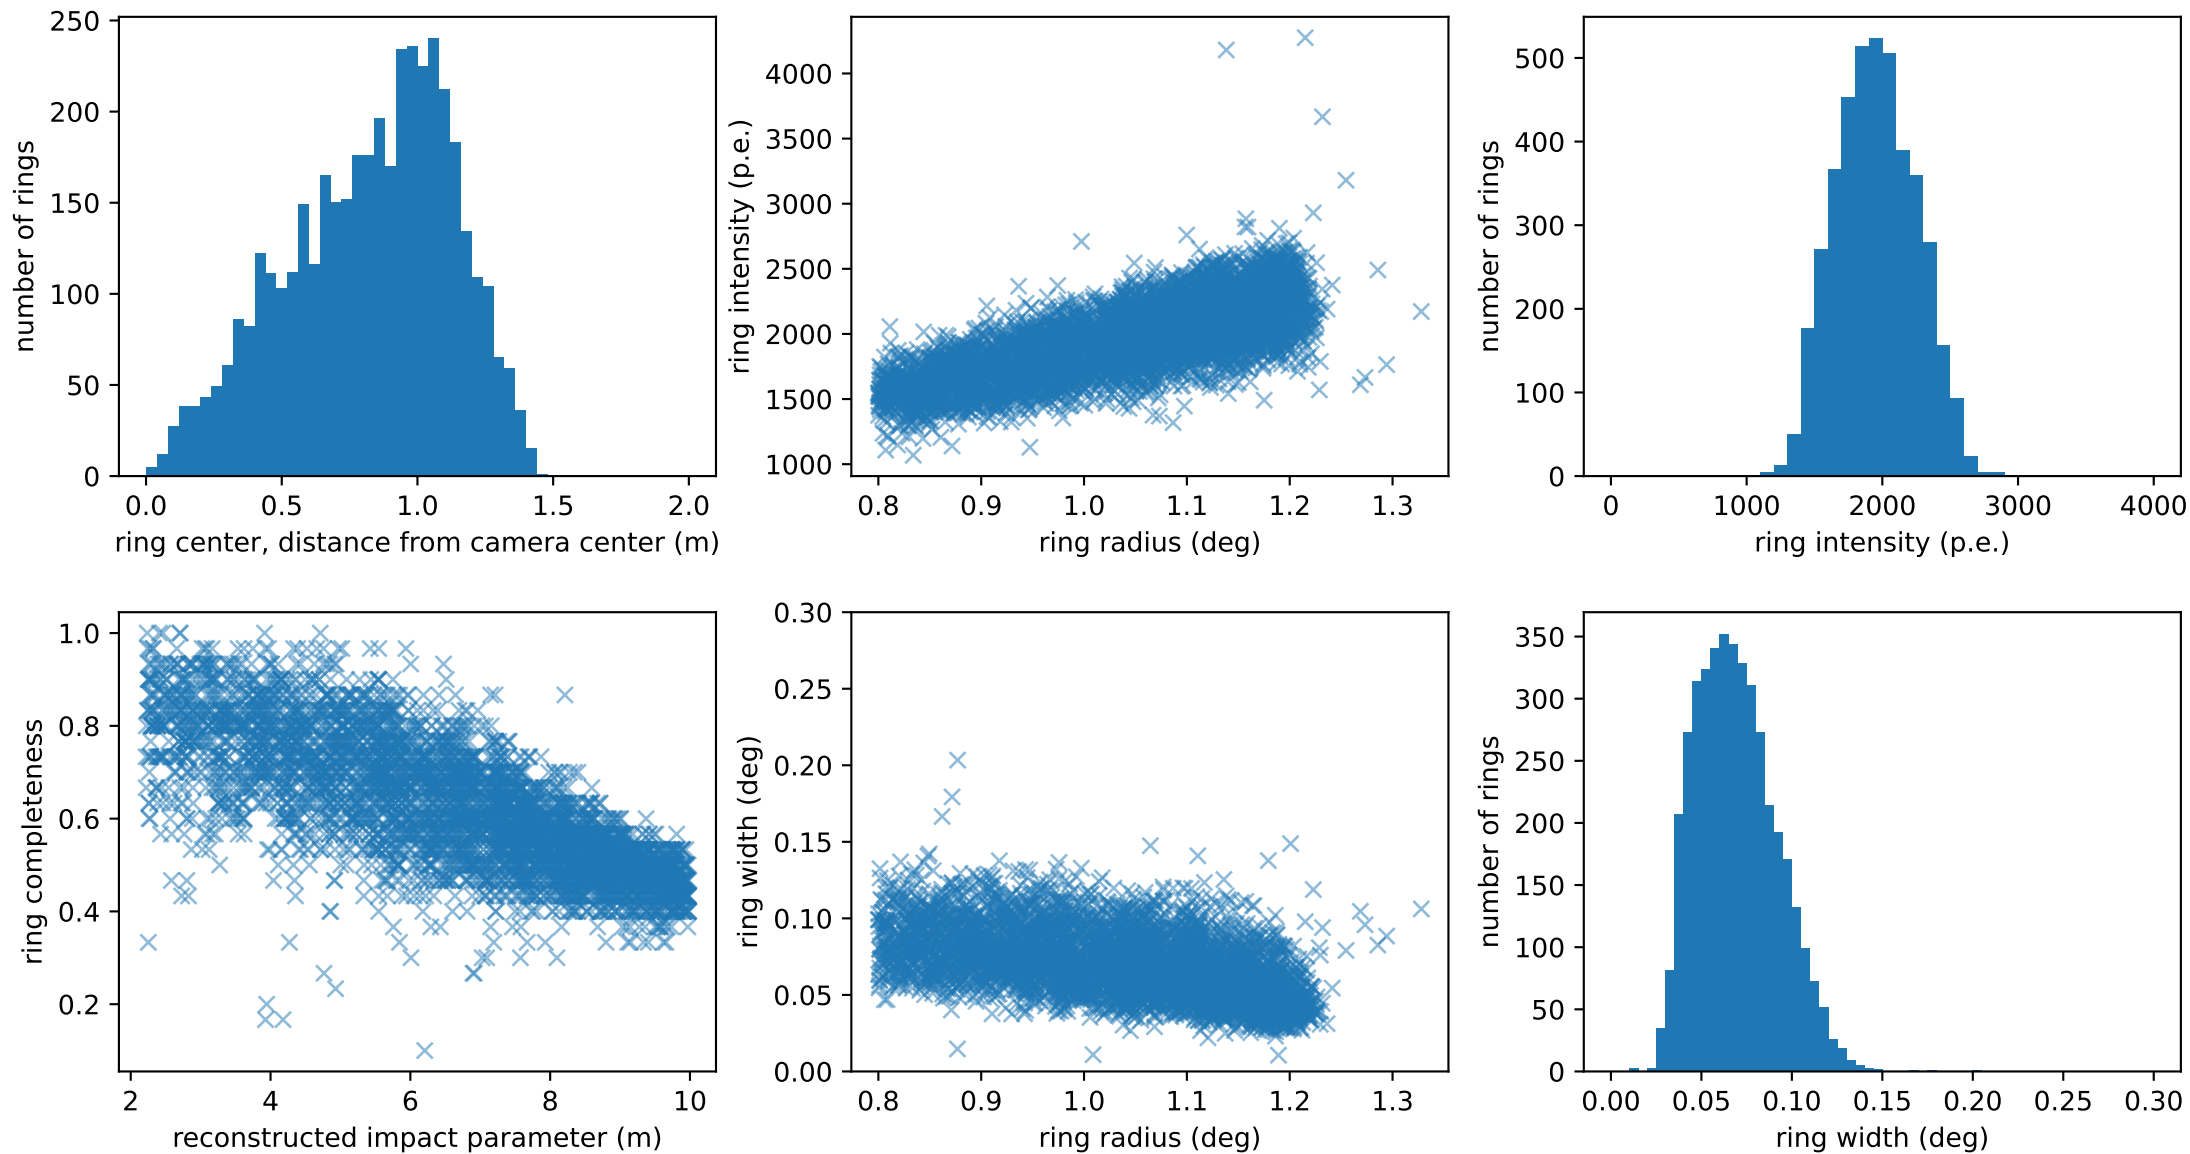 250
200
150
100
50
0
number of rings
0.0 0.5 1.0 1.5 2.0
ring center, distance from camera center (m)
4000
3500
3000
2500
2000
1500
1000
ring intensity (p.e.)
0.8 0.9 1.0 1.1 1.2 1.3
ring radius (deg)
500
400
300
200
100
0
number of rings
0 1000 2000 3000 4000
ring intensity (p.e.)
1.0
0.8
0.6
0.4
0.2
ring completeness
2 4 6 8 10
reconstructed impact parameter (m)
0.30
0.25
0.20
0.15
0.10
0.05
0.00
ring width (deg)
0.8 0.9 1.0 1.1 1.2 1.3
ring radius (deg)
350
300
250
200
150
100
50
0
number of rings
0.00 0.05 0.10 0.15 0.20 0.25 0.30
ring width (deg)